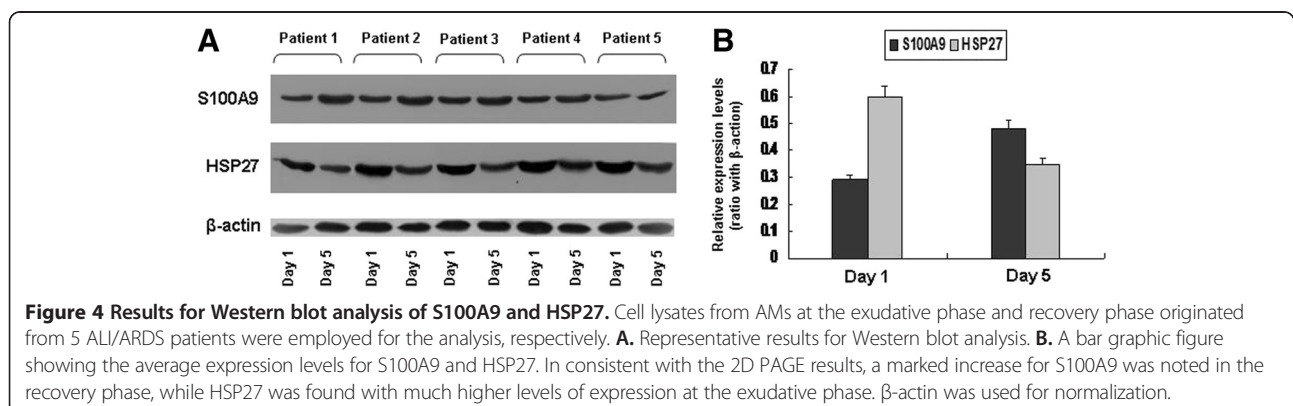 A
Patient 1 Patient 2 Patient 3 Patient 4 Patient 5
S100A9
HSP27
β-actin
Day 1 Day 5 Day 1 Day 5 Day 1 Day 5 Day 1 Day 5 Day 1 Day 5
B
S100A9 HSP27
Relative expression levels
(ratio with β-action)
0.7
0.6
0.5
0.4
0.3
0.2
0.1
0
Day 1 Day 5
Figure 4 Results for Western blot analysis of S100A9 and HSP27. Cell lysates from AMs at the exudative phase and recovery phase originated
from 5 ALI/ARDS patients were employed for the analysis, respectively. A. Representative results for Western blot analysis. B. A bar graphic figure
showing the average expression levels for S100A9 and HSP27. In consistent with the 2D PAGE results, a marked increase for S100A9 was noted in the
recovery phase, while HSP27 was found with much higher levels of expression at the exudative phase. β-actin was used for normalization.